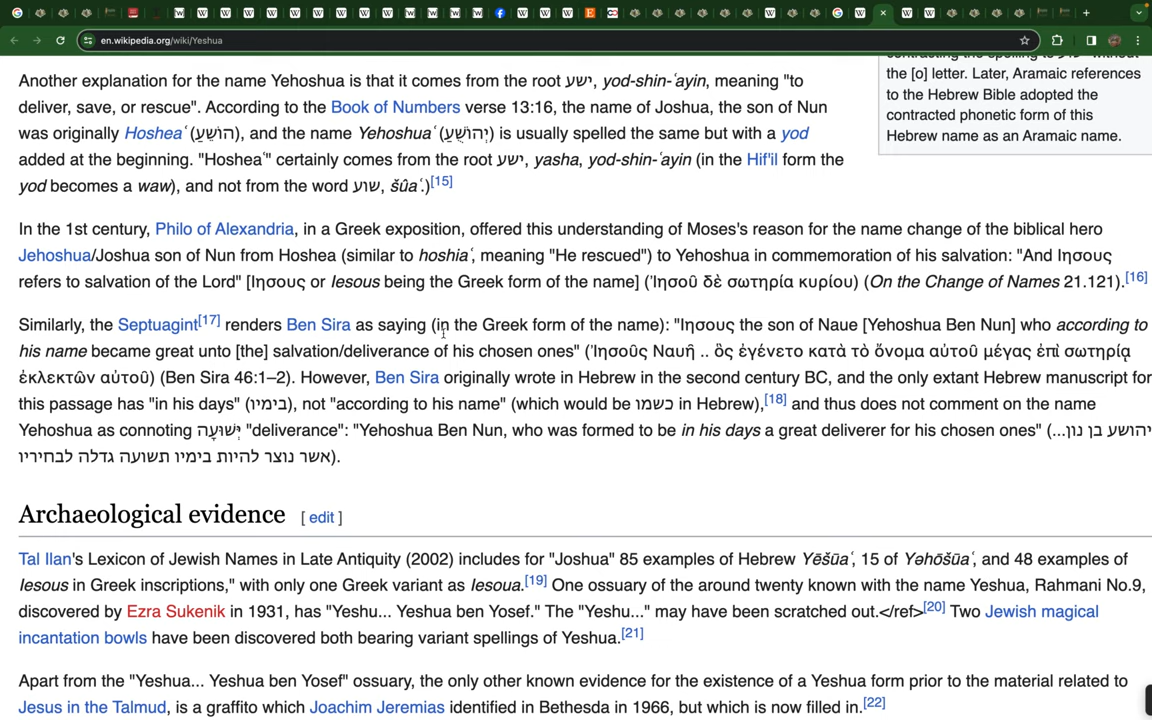 en.wikipedia.org/wiki/Yeshua
the [o] letter. Later, Aramaic references
to the Hebrew Bible adopted the
contracted phonetic form of this
Hebrew name as an Aramaic name.
Another explanation for the name Yehoshua is that it comes from the root ישע, yod-shin-ʿayin, meaning "to
deliver, save, or rescue". According to the Book of Numbers verse 13:16, the name of Joshua, the son of Nun
was originally Hosheaʿ (הוֹשֵׁעַ), and the name Yehoshuaʿ (יְהוֹשֻׁעַ) is usually spelled the same but with a yod
added at the beginning. "Hosheaʿ" certainly comes from the root ישע, yasha, yod-shin-ʿayin (in the Hif'il form the
yod becomes a waw), and not from the word שוע, šûaʿ.)[15]
In the 1st century, Philo of Alexandria, in a Greek exposition, offered this understanding of Moses's reason for the name change of the biblical hero
Jehoshua/Joshua son of Nun from Hoshea (similar to hoshiaʿ, meaning "He rescued") to Yehoshua in commemoration of his salvation: "And Ιησους
refers to salvation of the Lord" [Ιησους or Iesous being the Greek form of the name] (Ἰησοῦ δὲ σωτηρία κυρίου) (On the Change of Names 21.121).[16]
Similarly, the Septuagint[17] renders Ben Sira as saying (in the Greek form of the name): "Ιησους the son of Naue [Yehoshua Ben Nun] who according to
his name became great unto [the] salvation/deliverance of his chosen ones" (Ἰησοῦς Ναυῆ .. ὃς ἐγένετο κατὰ τὸ ὄνομα αὐτοῦ μέγας ἐπὶ σωτηρίᾳ
ἐκλεκτῶν αὐτοῦ) (Ben Sira 46:1–2). However, Ben Sira originally wrote in Hebrew in the second century BC, and the only extant Hebrew manuscript for
this passage has "in his days" (בימיו), not "according to his name" (which would be כשמו in Hebrew),[18] and thus does not comment on the name
Yehoshua as connoting יְשׁוּעָה "deliverance": "Yehoshua Ben Nun, who was formed to be in his days a great deliverer for his chosen ones" (...יהושע בן נון
אשר נוצר להיות בימיו תשועה גדלה לבחיריו).
Archaeological evidence [ edit ]
Tal Ilan's Lexicon of Jewish Names in Late Antiquity (2002) includes for "Joshua" 85 examples of Hebrew Yēšūaʿ, 15 of Yəhōšūaʿ, and 48 examples of
Iesous in Greek inscriptions," with only one Greek variant as Iesoua.[19] One ossuary of the around twenty known with the name Yeshua, Rahmani No.9,
discovered by Ezra Sukenik in 1931, has "Yeshu... Yeshua ben Yosef." The "Yeshu..." may have been scratched out.</ref>[20] Two Jewish magical
incantation bowls have been discovered both bearing variant spellings of Yeshua.[21]
Apart from the "Yeshua... Yeshua ben Yosef" ossuary, the only other known evidence for the existence of a Yeshua form prior to the material related to
Jesus in the Talmud, is a graffito which Joachim Jeremias identified in Bethesda in 1966, but which is now filled in.[22]